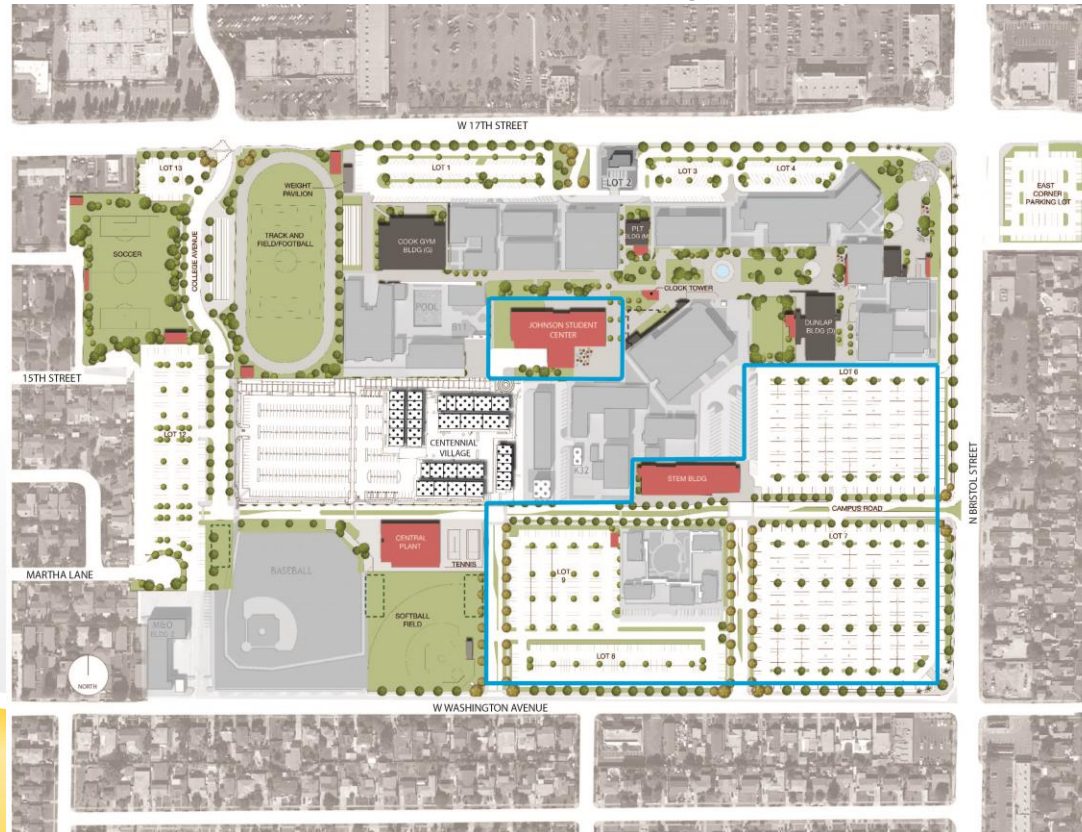 W 17TH STREET
LOT 13
LOT 1
LOT 2
LOT 3
LOT 4
EAST
CORNER
PARKING LOT
WEIGHT
PAVILION
SOCCER
COLLEGE AVENUE
TRACK AND
FIELD/FOOTBALL
COOK GYM
BLDG (G)
PLT
BLDG (M)
POOL
CLOCK TOWER
JOHNSON STUDENT
CENTER
DUNLAP
BLDG (D)
15TH STREET
LOT 6
LOT 12
CENTENNIAL
VILLAGE
STEM BLDG
N BRISTOL STREET
CAMPUS ROAD
CENTRAL
PLANT
TENNIS
LOT 7
MARTHA LANE
BASEBALL
LOT
9
SOFTBALL
FIELD
M&O
BLDG Z
LOT 8
NORTH
W WASHINGTON AVENUE